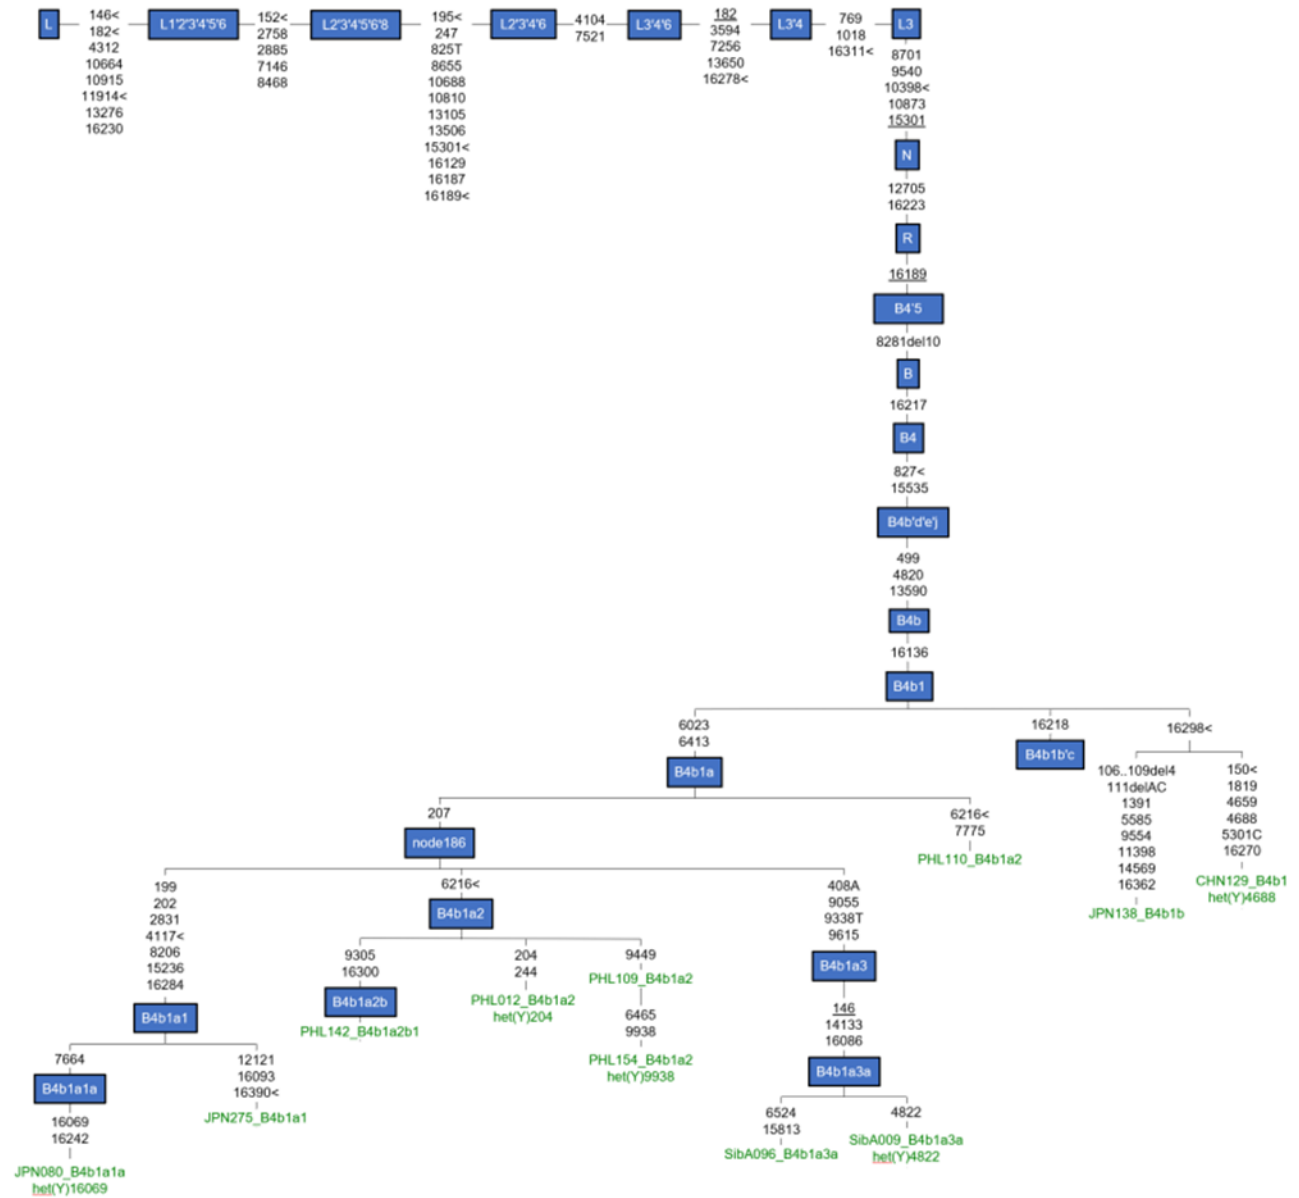 L
146<
182<
4312
10664
10915
11914<
13276
16230
L1'2'3'4'5'6
152<
2758
2885
7146
8468
L2'3'4'5'6'8
195<
247
825T
8655
10688
10810
13105
13506
15301<
16129
16187
16189<
L2'3'4'6
4104
7521
L3'4'6
182
3594
7256
13650
16278<
L3'4
769
1018
16311<
L3
8701
9540
10398<
10873
15301
N
12705
16223
R
16189
B4'5
8281del10
B
16217
B4
827<
15535
B4b'd'e'j
499
4820
13590
B4b
16136
B4b1
6023
6413
B4b1a
16218
B4b1b'c
16298<
106..109del4
111delAC
1391
5585
9554
11398
14569
16362
JPN138_B4b1b
150<
1819
4659
4688
5301C
16270
CHN129_B4b1
het(Y)4688
207
node186
6216<
7775
PHL110_B4b1a2
199
202
2831
4117<
8206
15236
16284
B4b1a1
6216<
B4b1a2
408A
9055
9338T
9615
B4b1a3
9305
16300
B4b1a2b
PHL142_B4b1a2b1
204
244
PHL012_B4b1a2
het(Y)204
9449
PHL109_B4b1a2
6465
9938
PHL154_B4b1a2
het(Y)9938
146
14133
16086
B4b1a3a
7664
B4b1a1a
16069
16242
JPN080_B4b1a1a
het(Y)16069
12121
16093
16390<
JPN275_B4b1a1
6524
15813
SibA096_B4b1a3a
4822
SibA009_B4b1a3a
het(Y)4822